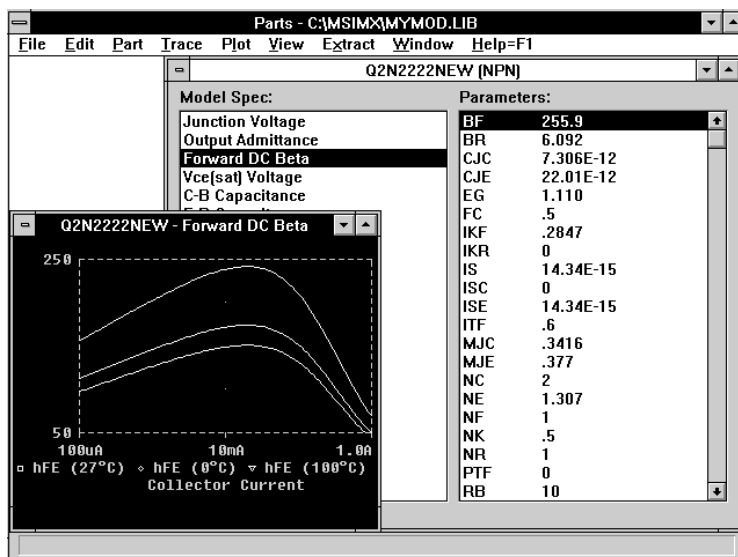 Parts - C:\MSIMX\MYMOD.LIB
File Edit Part Trace Plot View Extract Window Help=F1
Q2N2222NEW (NPN)
Model Spec:
Junction Voltage
Output Admittance
Forward DC Beta
Vce(sat) Voltage
C-B Capacitance
Parameters:
BF 255.9
BR 6.092
CJC 7.306E-12
CJE 22.01E-12
EG 1.110
FC .5
IKF .2847
IKR 0
IS 14.34E-15
ISC 0
ISE 14.34E-15
ITF .6
MJC .3416
MJE .377
NC 2
NE 1.307
NF 1
NK .5
NR 1
PTF 0
RB 10
Q2N2222NEW - Forward DC Beta
250
50
100uA 10mA 1.0A
hFE (27°C) hFE (0°C) hFE (100°C)
Collector Current